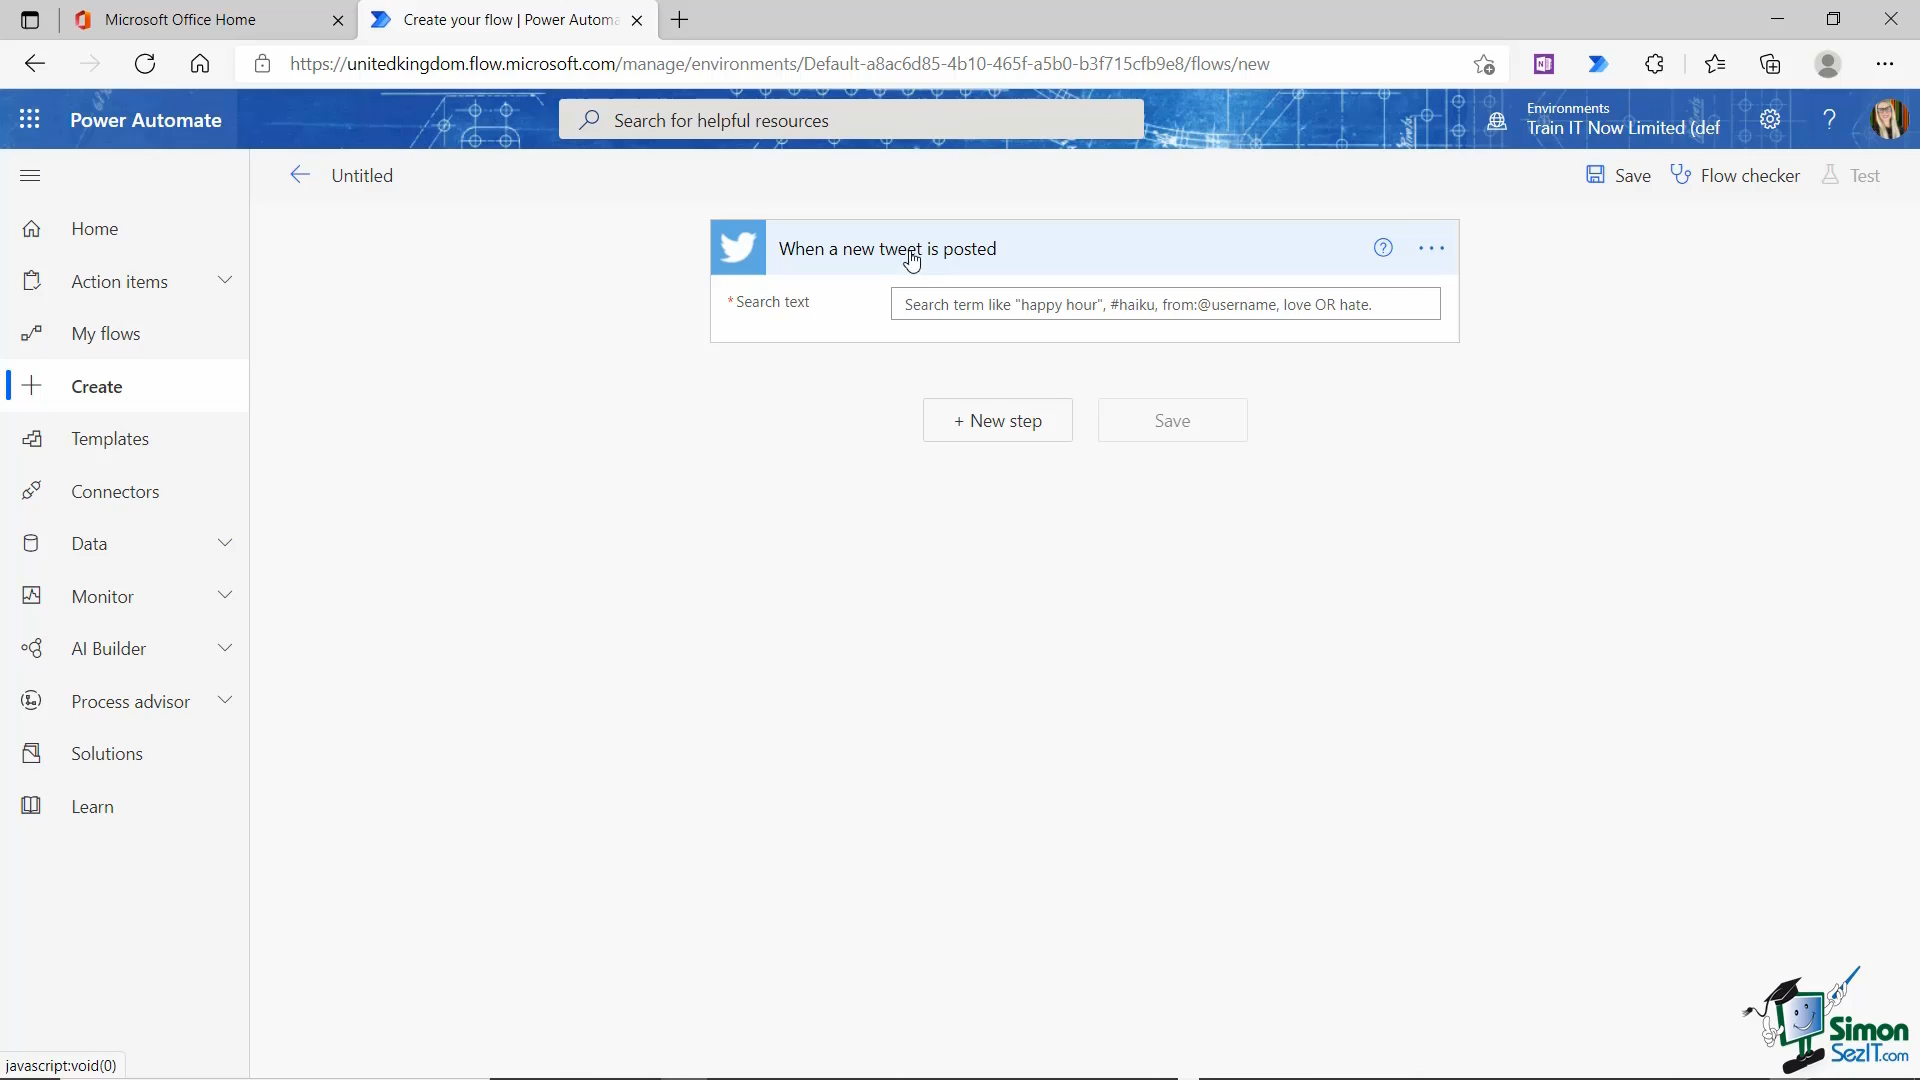 Microsoft Office Home
Create your flow | Power Automa
https://unitedkingdom.flow.microsoft.com/manage/environments/Default-a8ac6d85-4b10-465f-a5b0-b3f715cfb9e8/flows/new
Power Automate
Search for helpful resources
Environments
Train IT Now Limited (def
?
Untitled
Save
Flow checker
Test
Home
Action items
My flows
Create
Templates
Connectors
Data
Monitor
AI Builder
Process advisor
Solutions
Learn
When a new tweet is posted
?
* Search text
Search term like "happy hour", #haiku, from:@username, love OR hate.
+ New step
Save
javascript:void(0)
Simon
SezIT.com